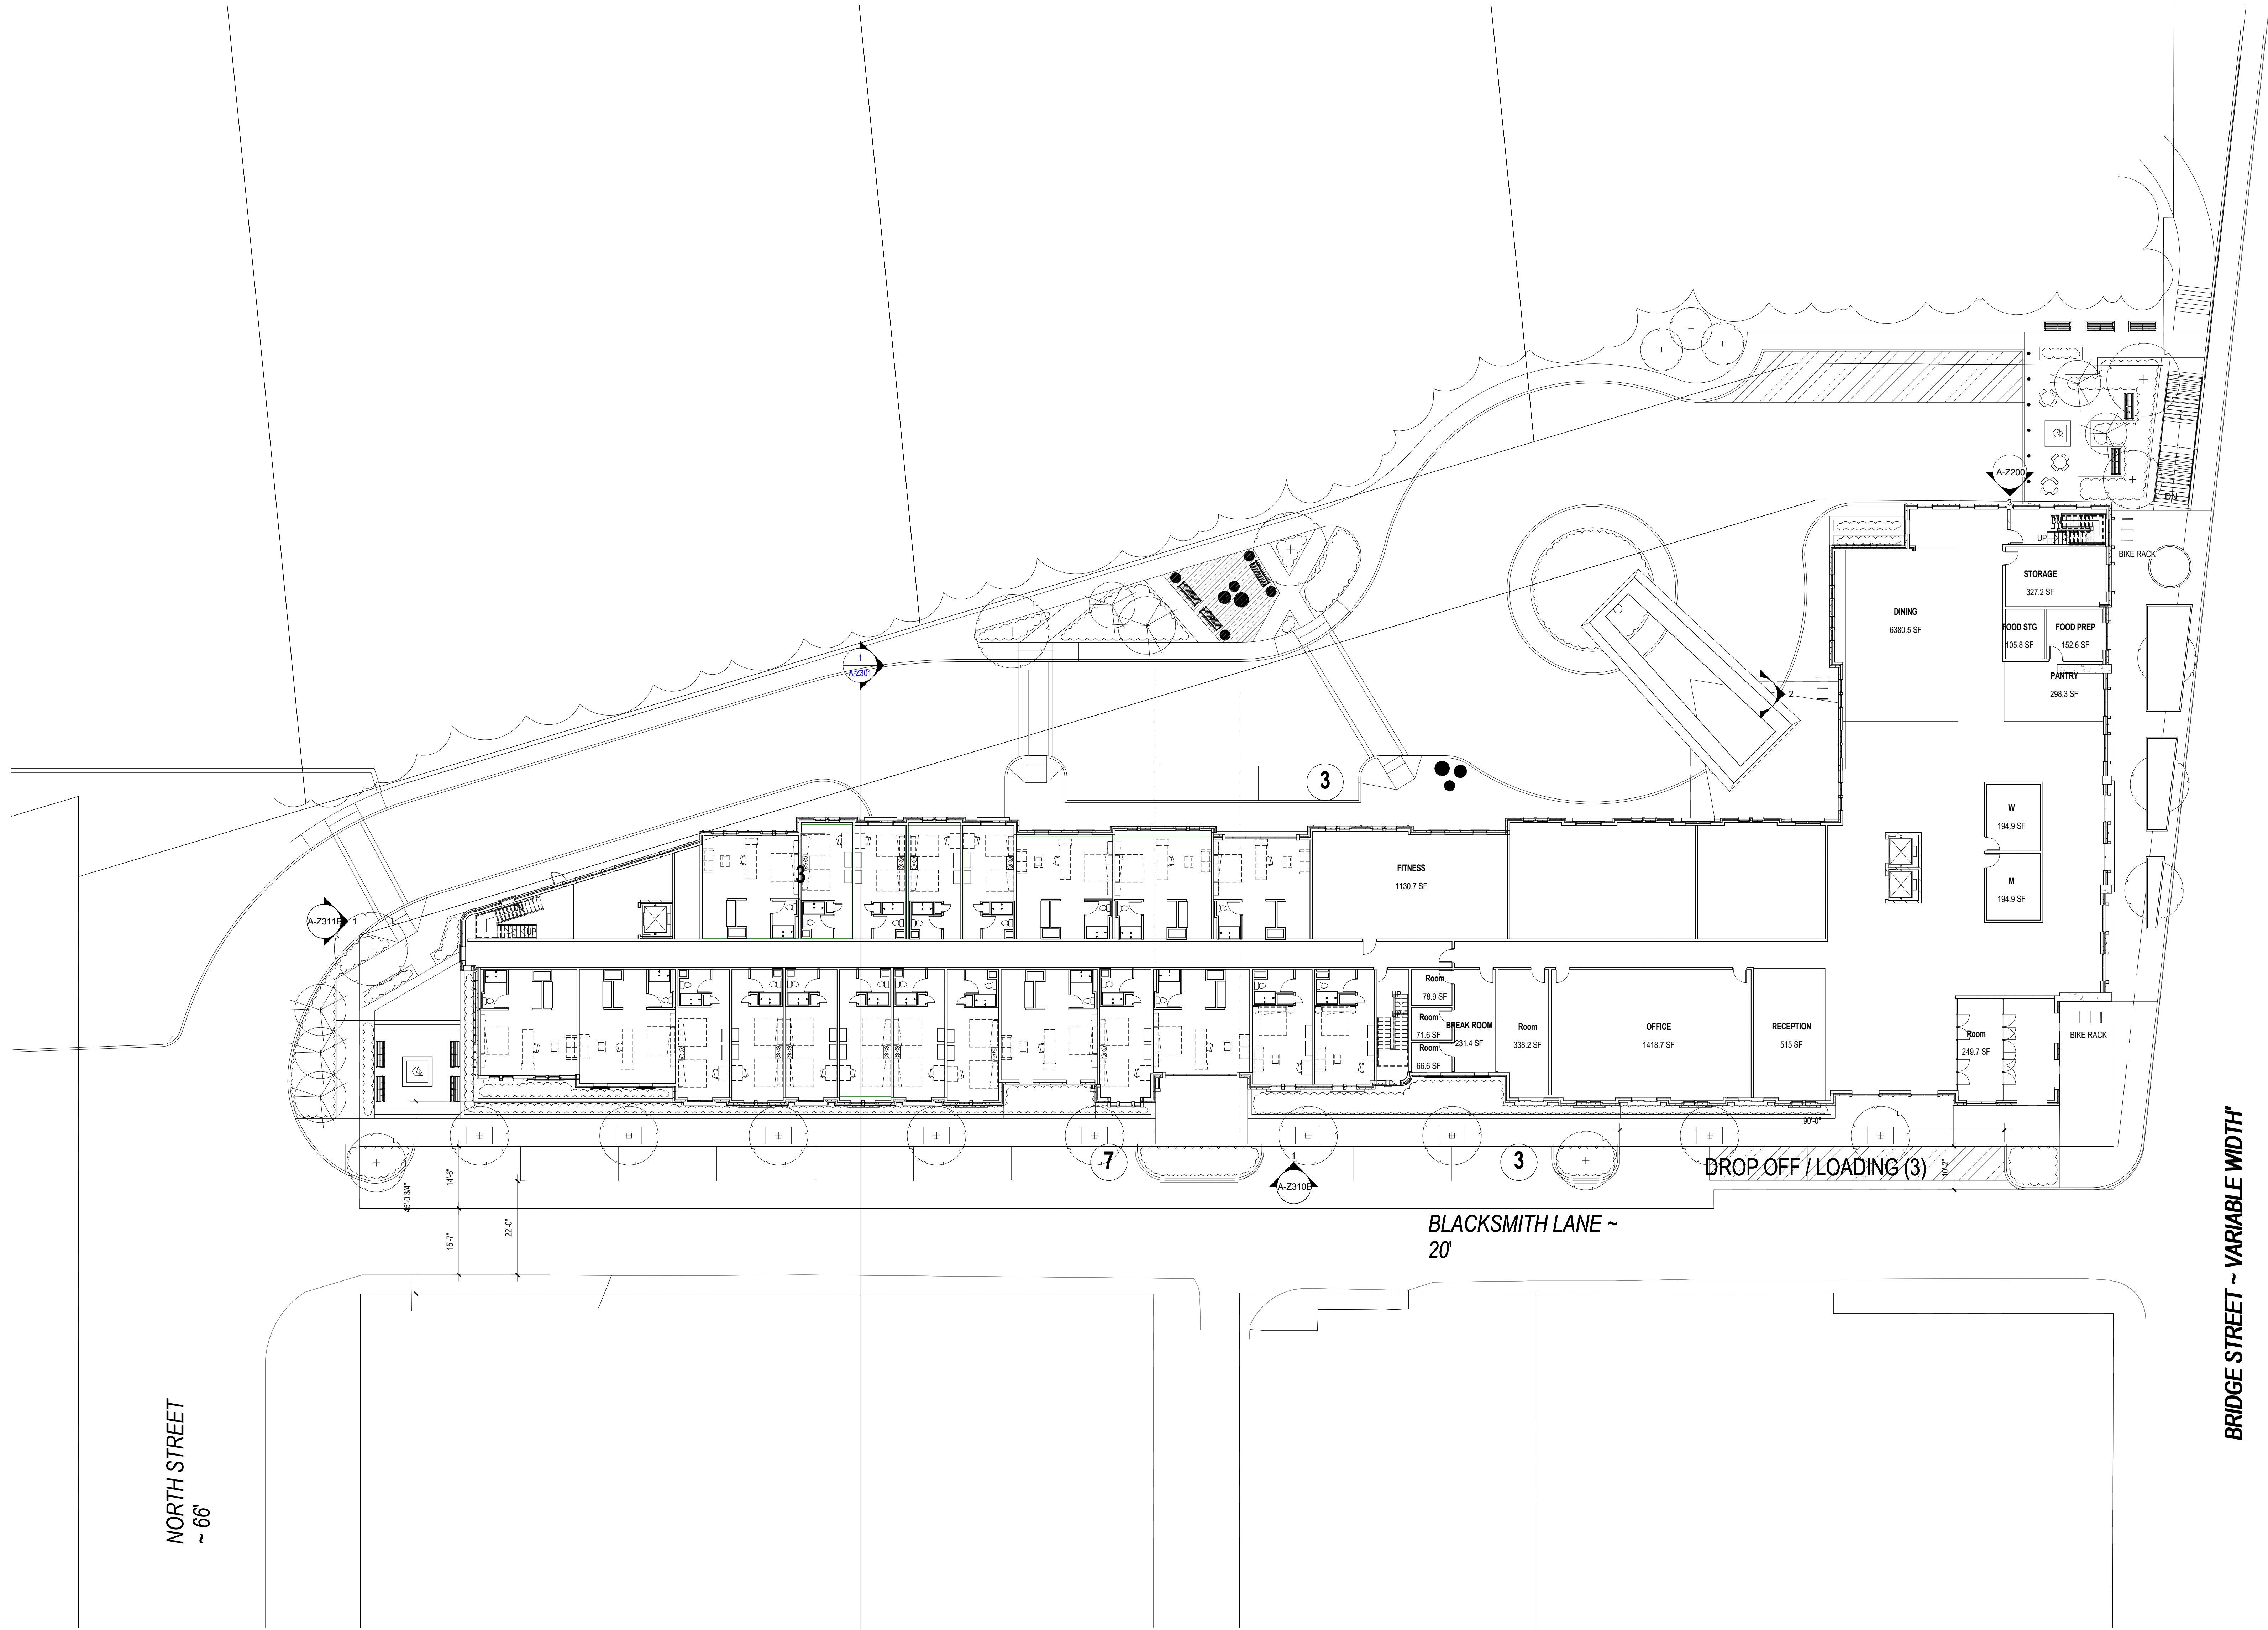 A-Z200
3
DN
UP
BIKE RACK
STORAGE
327.2 SF
DINING
6380.5 SF
FOOD STG
105.8 SF
FOOD PREP
152.6 SF
PANTRY
298.3 SF
1
A-Z301
2
3
W
194.9 SF
M
194.9 SF
3
FITNESS
1130.7 SF
A-Z311B
1
UP
Room
78.9 SF
UP
Room
71.6 SF
BREAK ROOM
231.4 SF
Room
66.6 SF
Room
338.2 SF
OFFICE
1418.7 SF
RECEPTION
515 SF
Room
249.7 SF
BIKE RACK
90'-0"
7
3
DROP OFF / LOADING (3)
10'-2"
1
A-Z310B
14'-6"
45'-0 3/4"
15'-7"
22'-0"
BLACKSMITH LANE ~
20'
BRIDGE STREET ~ VARIABLE WIDTH'
NORTH STREET
~ 66'